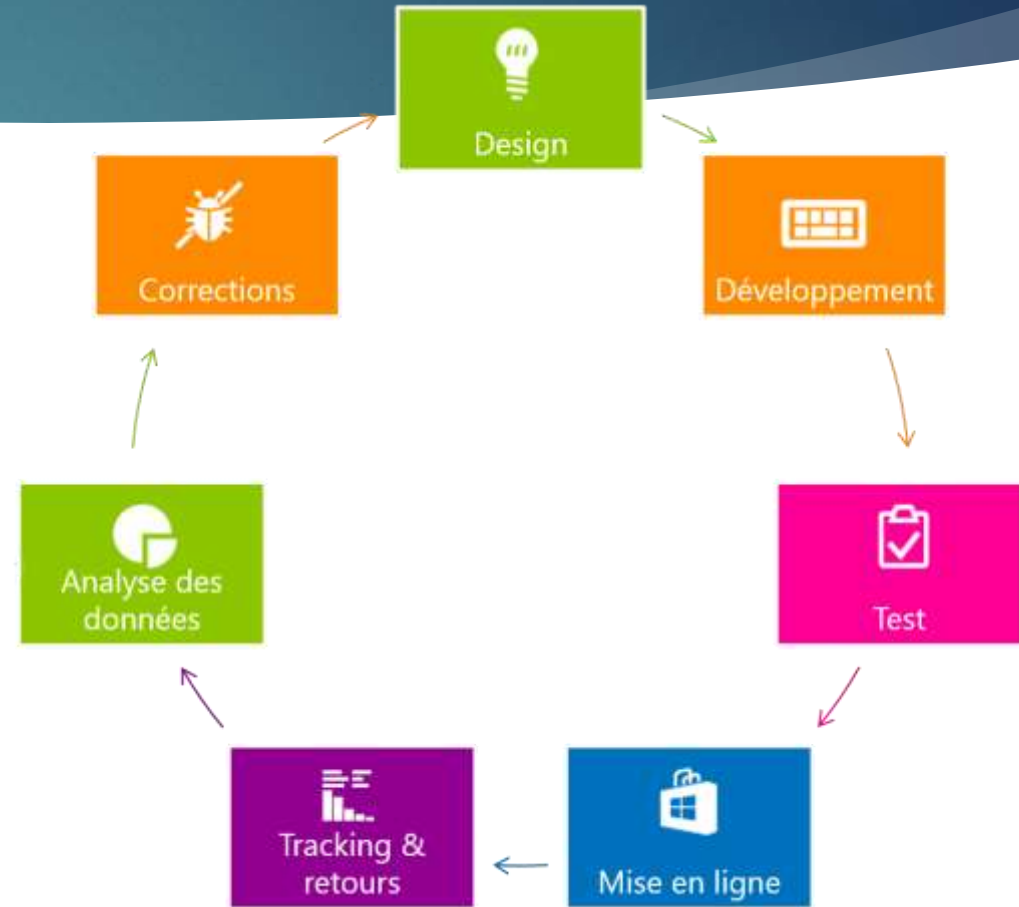 Design
Développement
Test
Mise en ligne
Tracking &
retours
Analyse des
données
Corrections